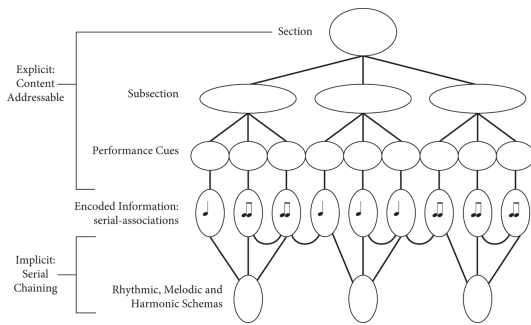 Section
Explicit:
Content
Addressable
Subsection
Performance Cues
Encoded Information:
serial-associations
Implicit:
Serial
Chaining
Rhythmic, Melodic and
Harmonic Schemas